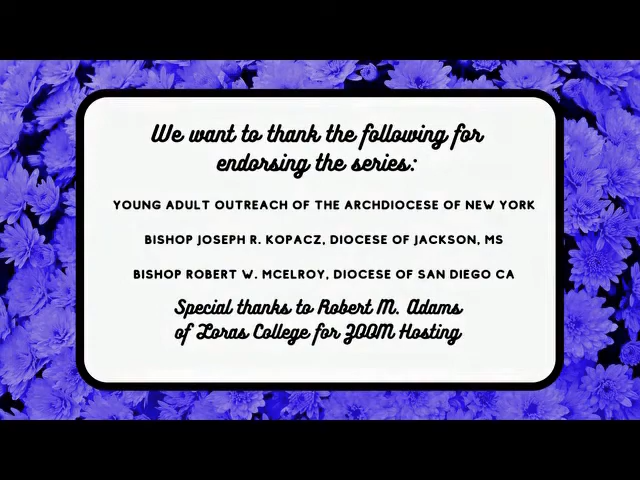 We want to thank the following for
endorsing the series:
YOUNG ADULT OUTREACH OF THE ARCHDIOCESE OF NEW YORK
BISHOP JOSEPH R. KOPACZ, DIOCESE OF JACKSON, MS
BISHOP ROBERT W. MCELROY, DIOCESE OF SAN DIEGO CA
Special thanks to Robert M. Adams
of Loras College for ZOOM Hosting